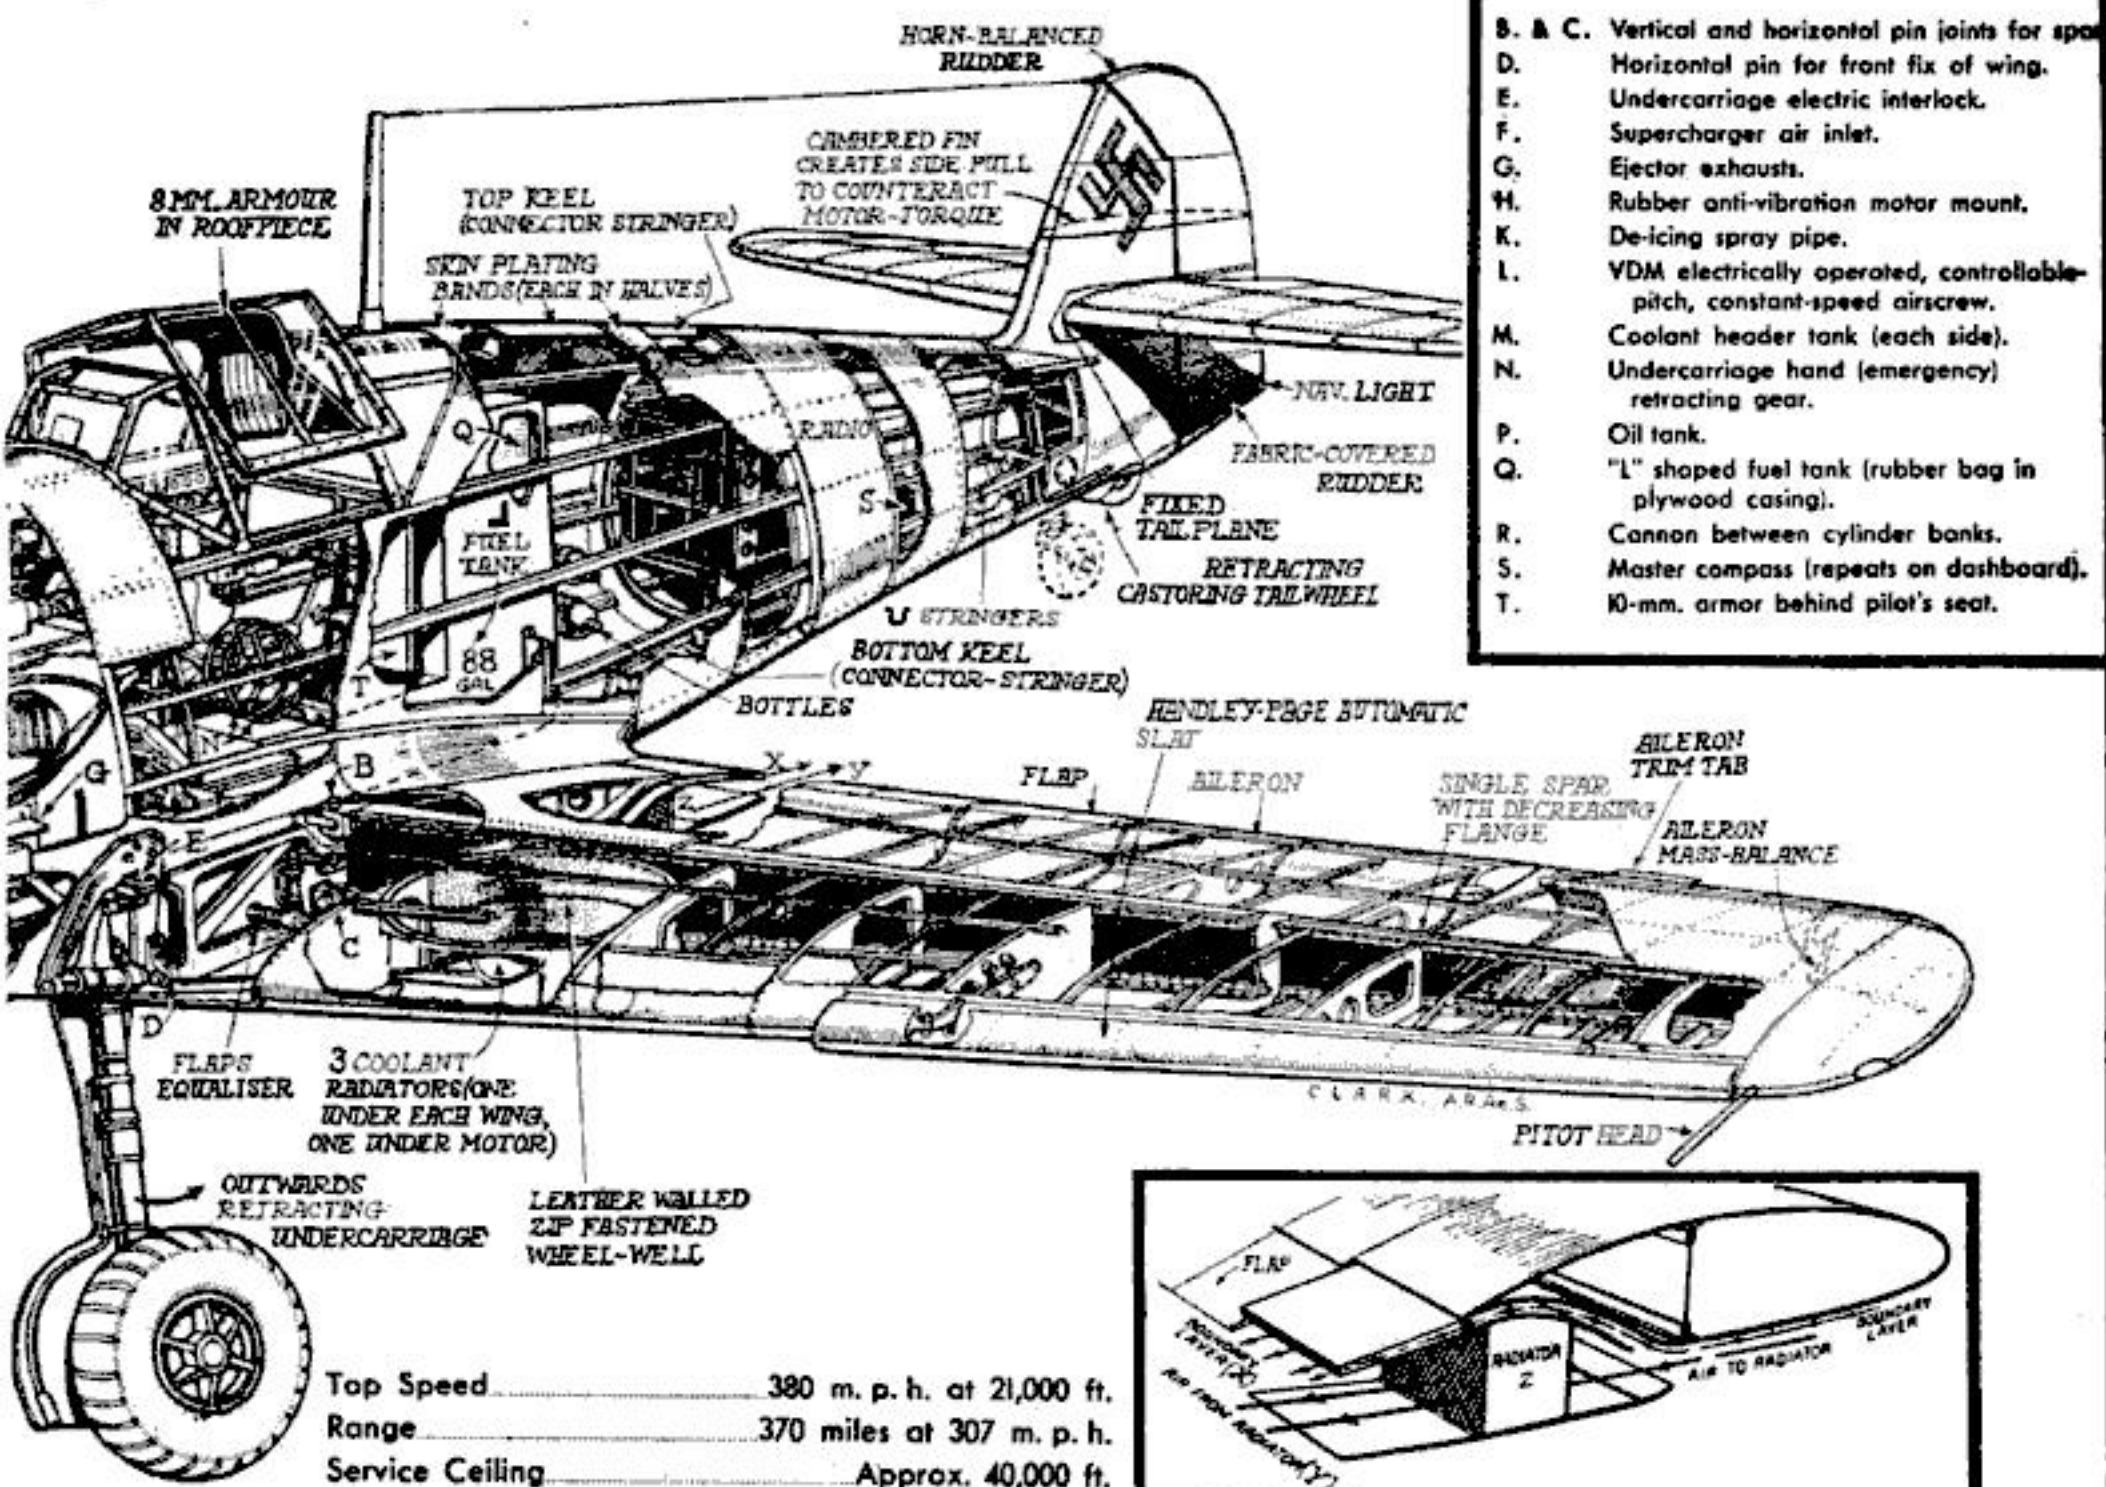 HORN-BALANCED
RUDDER
CAMBERED FIN
CREATES SIDE PULL
TO COUNTERACT
MOTOR-TORQUE
8 MM. ARMOUR
IN ROOFPIECE
TOP KEEL
(CONNECTOR STRINGER)
SKIN PLATING
BANDS (EACH IN HALVES)
Q
RADIO
S
L
FUEL
TANK
88
GAL
T
NAV. LIGHT
FABRIC-COVERED
RUDDER
FIXED
TAILPLANE
RETRACTING
CASTORING TAILWHEEL
U STRINGERS
BOTTOM KEEL
(CONNECTOR-STRINGER)
BOTTLES
N
G
B
E
C
D
X
Y
Z
HANDLEY-PAGE AUTOMATIC
SLAT
FLAP
AILERON
SINGLE SPAR
WITH DECREASING
FLANGE
AILERON
TRIM TAB
AILERON
MASS-BALANCE
FLAPS
EQUALISER
3 COOLANT
RADIATORS (ONE
UNDER EACH WING,
ONE UNDER MOTOR)
CLARK. A.R.Ae.S.
PITOT HEAD
OUTWARDS
RETRACTING
UNDERCARRIAGE
LEATHER WALLED
ZIP FASTENED
WHEEL-WELL
B. & C. Vertical and horizontal pin joints for spa
D. Horizontal pin for front fix of wing.
E. Undercarriage electric interlock.
F. Supercharger air inlet.
G. Ejector exhausts.
H. Rubber anti-vibration motor mount.
K. De-icing spray pipe.
L. VDM electrically operated, controllable-
pitch, constant-speed airscrew.
M. Coolant header tank (each side).
N. Undercarriage hand (emergency)
retracting gear.
P. Oil tank.
Q. "L" shaped fuel tank (rubber bag in
plywood casing).
R. Cannon between cylinder banks.
S. Master compass (repeats on dashboard).
T. 10-mm. armor behind pilot's seat.
Top Speed 380 m. p. h. at 21,000 ft.
Range 370 miles at 307 m. p. h.
Service Ceiling Approx. 40,000 ft.
FLAP
BOUNDARY
LAYER (X)
AIR FROM RADIATOR (Y)
RADIATOR
Z
AIR TO RADIATOR
BOUNDARY
LAYER